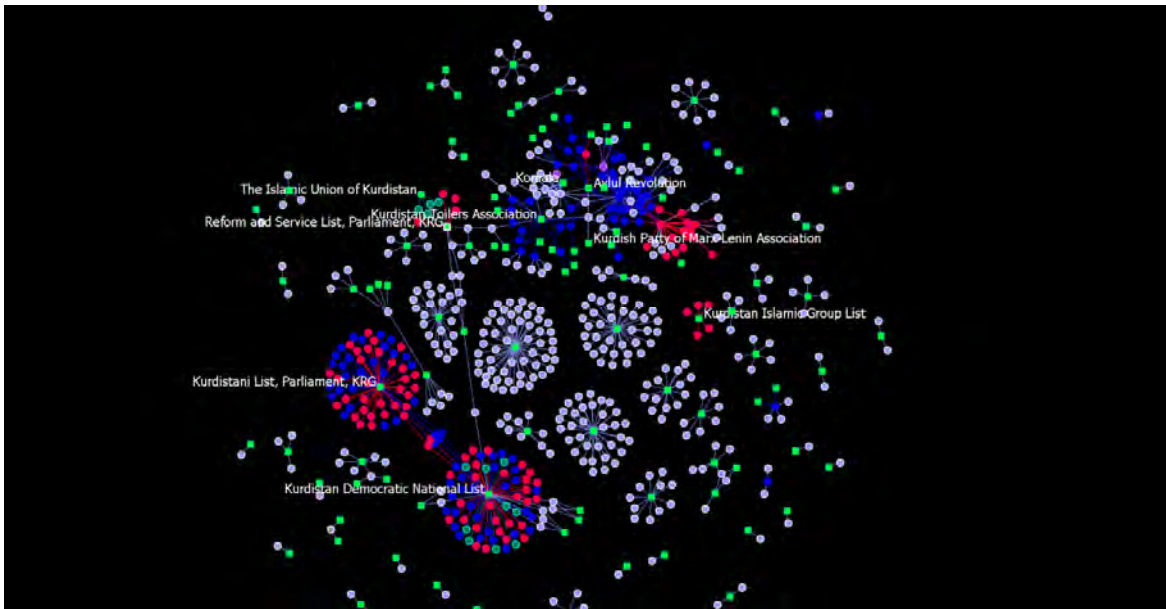 Komala
Aylul Revolution
The Islamic Union of Kurdistan
Kurdistan Toilers Association
Reform and Service List, Parliament, KRG
Kurdish Party of Marx-Lenin Association
Kurdistan Islamic Group List
Kurdistani List, Parliament, KRG
Kurdistan Democratic National List